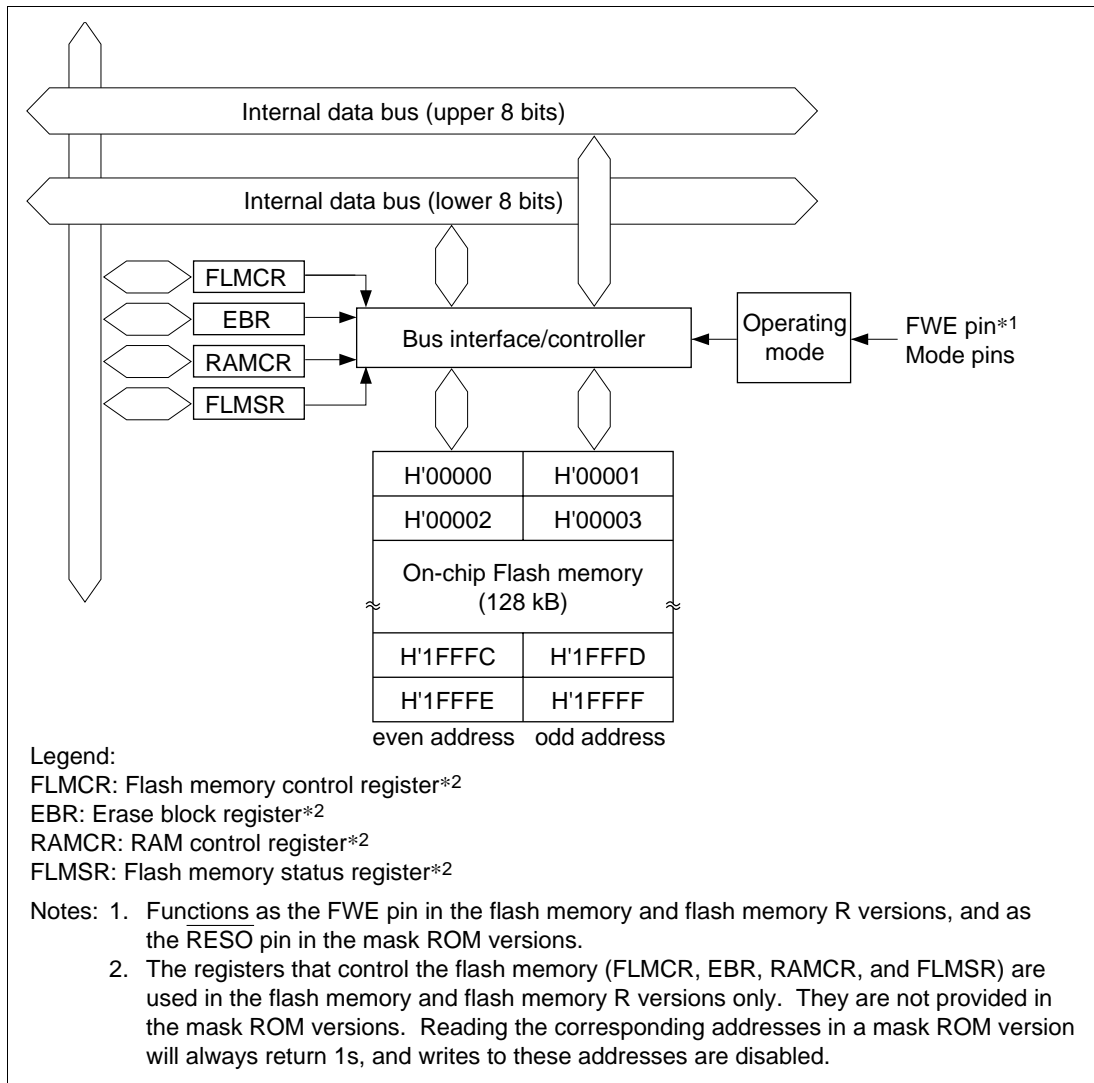 Internal data bus (upper 8 bits)
Internal data bus (lower 8 bits)
FLMCR
EBR
RAMCR
FLMSR
Bus interface/controller
Operating
mode
FWE pin*1
Mode pins
H'00000 H'00001
H'00002 H'00003
On-chip Flash memory
(128 kB)
H'1FFFC H'1FFFD
H'1FFFE H'1FFFF
even address odd address
Legend:
FLMCR: Flash memory control register*2
EBR: Erase block register*2
RAMCR: RAM control register*2
FLMSR: Flash memory status register*2
Notes: 1. Functions as the FWE pin in the flash memory and flash memory R versions, and as
the R̅E̅S̅O̅ pin in the mask ROM versions.
2. The registers that control the flash memory (FLMCR, EBR, RAMCR, and FLMSR) are
used in the flash memory and flash memory R versions only. They are not provided in
the mask ROM versions. Reading the corresponding addresses in a mask ROM version
will always return 1s, and writes to these addresses are disabled.